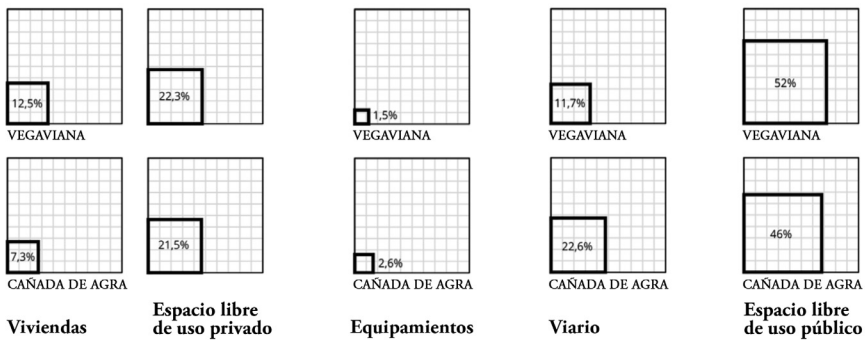 12,5%
22,3%
1,5%
11,7%
52%
VEGAVIANA
VEGAVIANA
VEGAVIANA
VEGAVIANA
7,3%
21,5%
2,6%
22,6%
46%
CAÑADA DE AGRA
CAÑADA DE AGRA
CAÑADA DE AGRA
CAÑADA DE AGRA
Viviendas
Espacio libre
de uso privado
Equipamientos
Viario
Espacio libre
de uso público